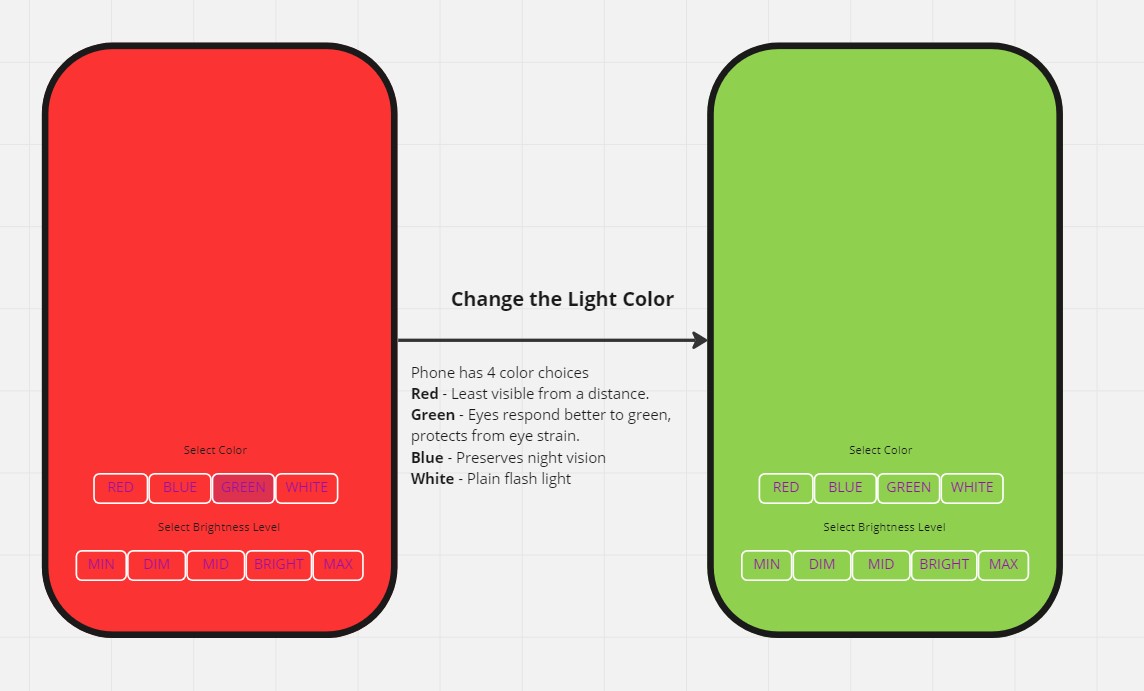 Select Color
RED BLUE GREEN WHITE
Select Brightness Level
MIN DIM MID BRIGHT MAX
Change the Light Color
Phone has 4 color choices
Red - Least visible from a distance.
Green - Eyes respond better to green,
protects from eye strain.
Blue - Preserves night vision
White - Plain flash light
Select Color
RED BLUE GREEN WHITE
Select Brightness Level
MIN DIM MID BRIGHT MAX